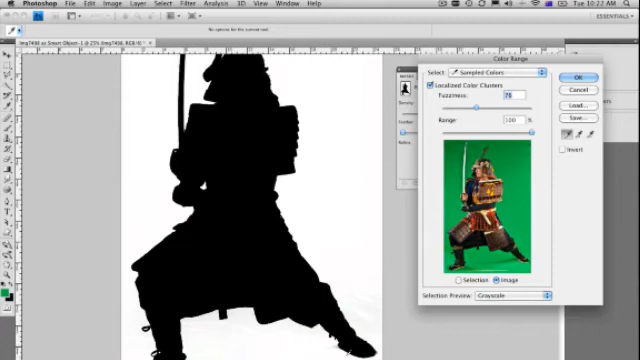 Photoshop File Edit Image Layer Select Filter Analysis 3D View Window Help Tue 10:22 AM
ESSENTIALS
No options for the current tool.
Color Range
Select: Sampled Colors
OK
Localized Color Clusters
Cancel
Fuzziness: 75
Load...
Range: 100 %
Save...
Invert
Density:
Feather:
Selection Image
Selection Preview: Grayscale